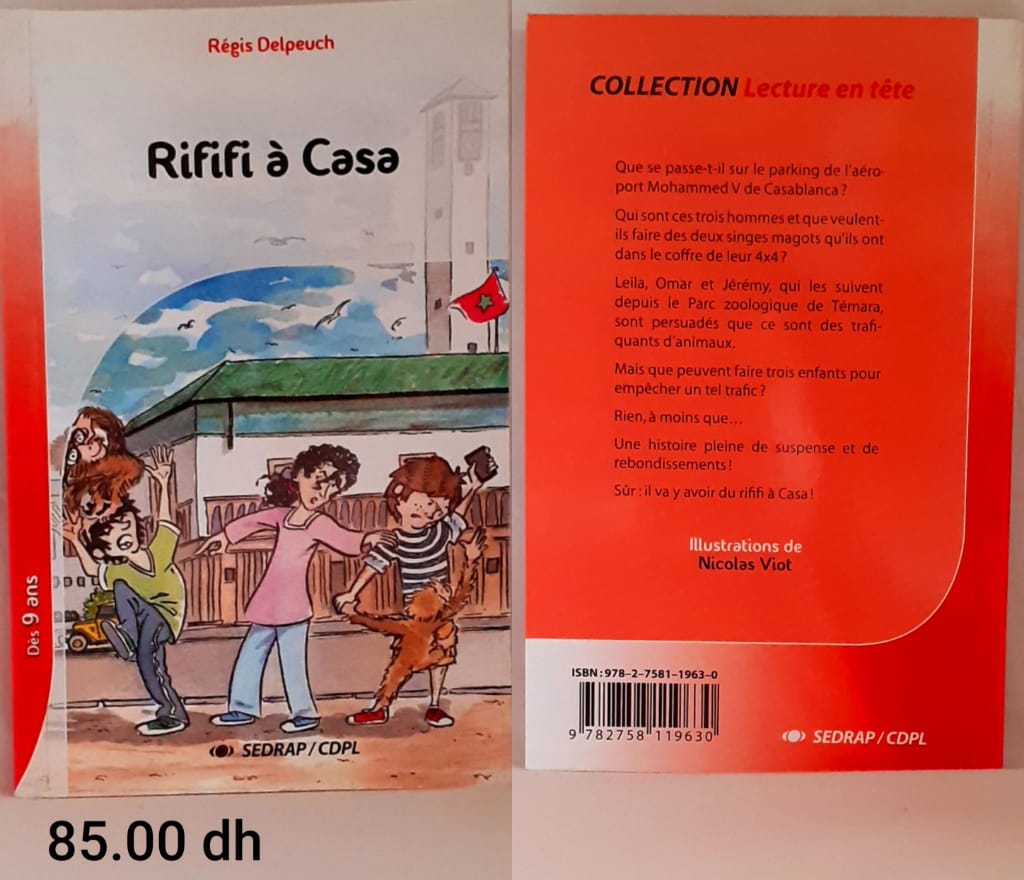 Régis Delpeuch
Rififi à Casa
Dès 9 ans
SEDRAP / CDPL
85.00 dh
COLLECTION Lecture en tête
Que se passe-t-il sur le parking de l'aéro-
port Mohammed V de Casablanca ?
Qui sont ces trois hommes et que veulent-
ils faire des deux singes magots qu'ils ont
dans le coffre de leur 4x4 ?
Leïla, Omar et Jérémy, qui les suivent
depuis le Parc zoologique de Témara,
sont persuadés que ce sont des trafi-
quants d'animaux.
Mais que peuvent faire trois enfants pour
empêcher un tel trafic ?
Rien, à moins que...
Une histoire pleine de suspense et de
rebondissements !
Sûr : il va y avoir du rififi à Casa !
Illustrations de
Nicolas Viot
ISBN : 978-2-7581-1963-0
9 782758 119630
SEDRAP / CDPL